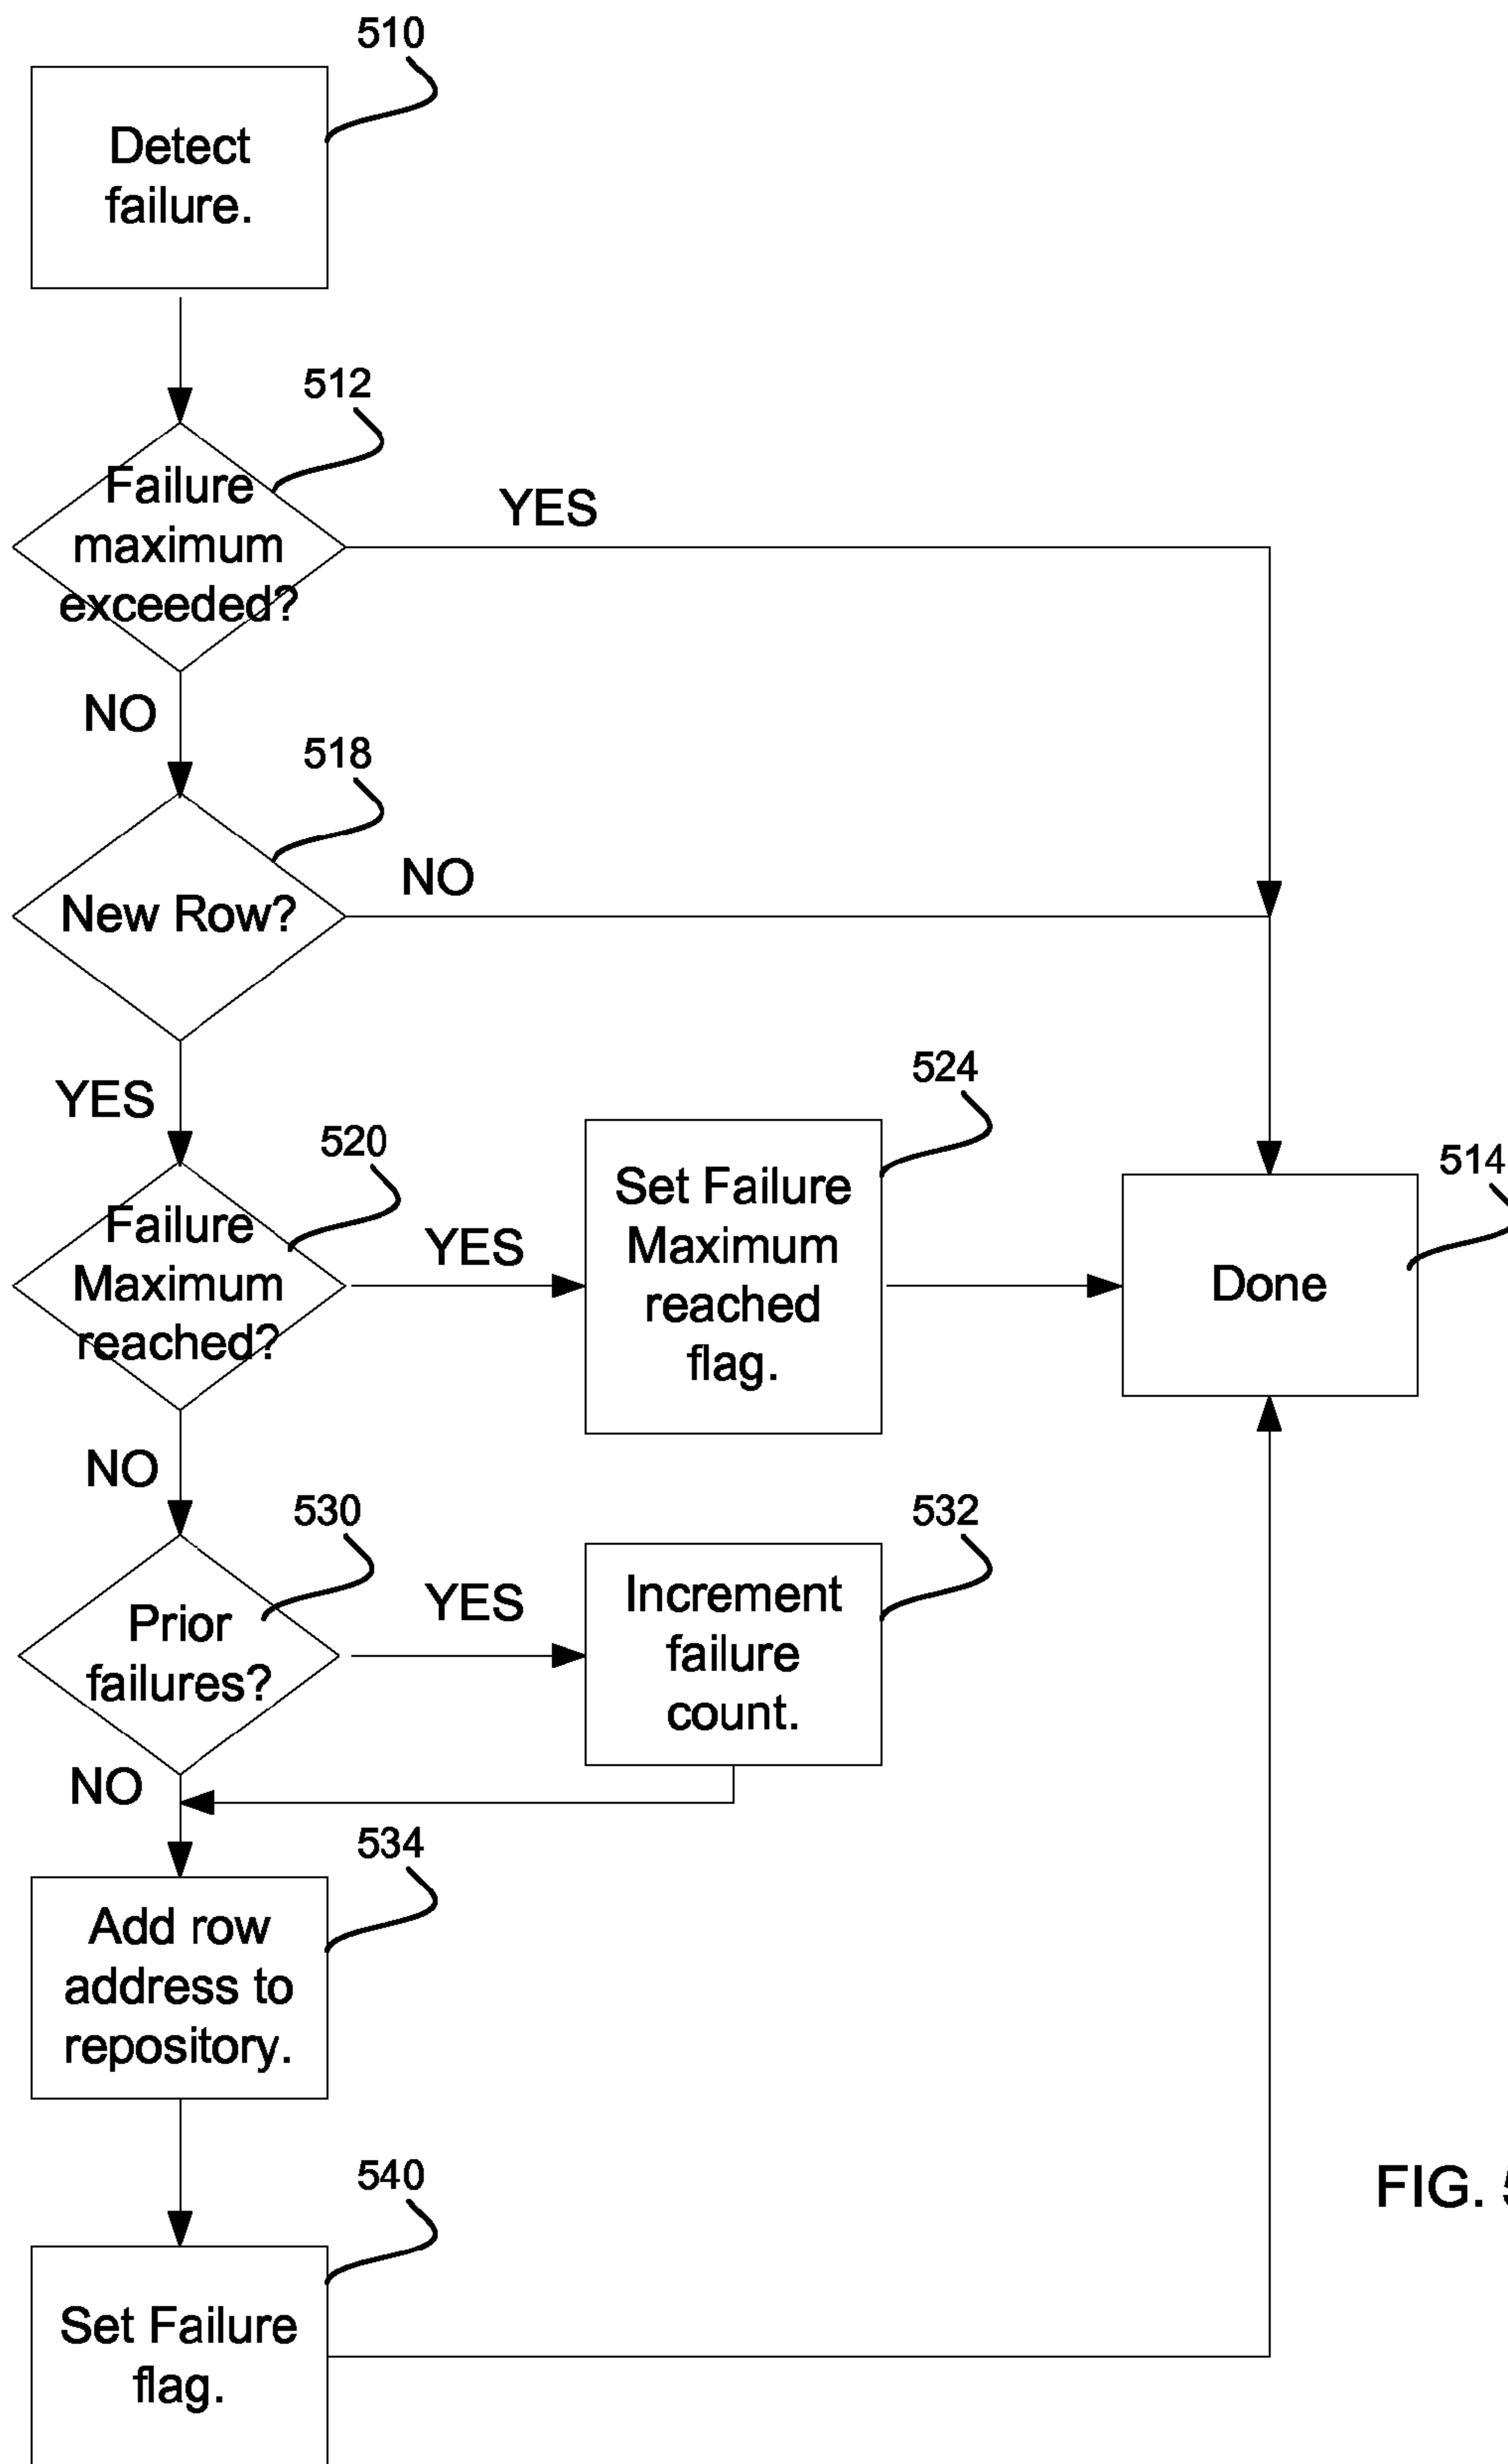 510
Detect
failure.
512
Failure
maximum
exceeded?
YES
NO
518
New Row?
NO
YES
520
Failure
Maximum
reached?
YES
524
Set Failure
Maximum
reached
flag.
514
Done
NO
530
Prior
failures?
YES
532
Increment
failure
count.
NO
534
Add row
address to
repository.
540
Set Failure
flag.
FIG. 5